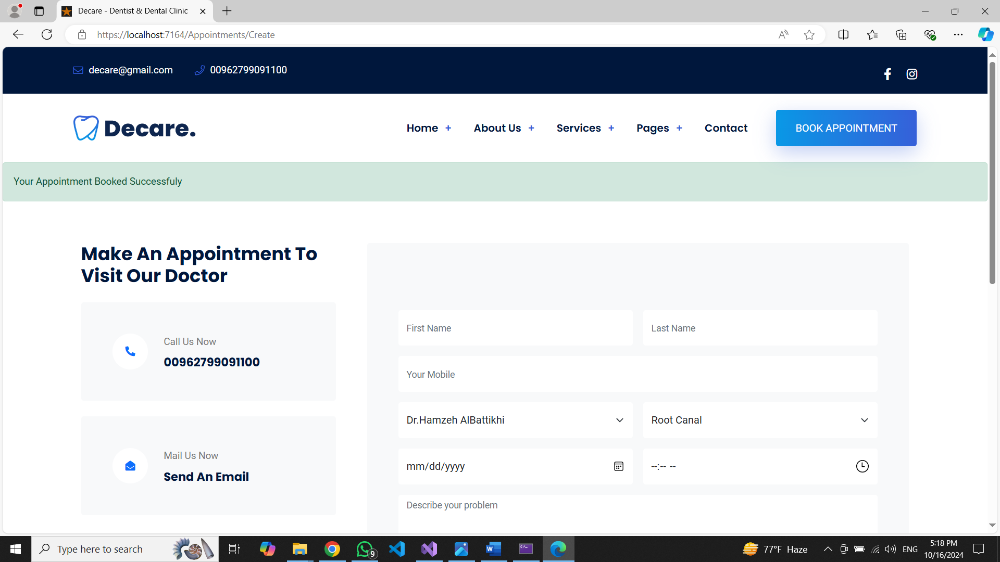 Decare - Dentist & Dental Clinic
https://localhost:7164/Appointments/Create
decare@gmail.com 00962799091100
Decare.
Home + About Us + Services + Pages + Contact BOOK APPOINTMENT
Your Appointment Booked Successfuly
Make An Appointment To
Visit Our Doctor
Call Us Now
00962799091100
Mail Us Now
Send An Email
First Name Last Name
Your Mobile
Dr.Hamzeh AlBattikhi Root Canal
mm/dd/yyyy --:-- --
Describe your problem
Type here to search
9
77°F Haze
ENG
5:18 PM
10/16/2024